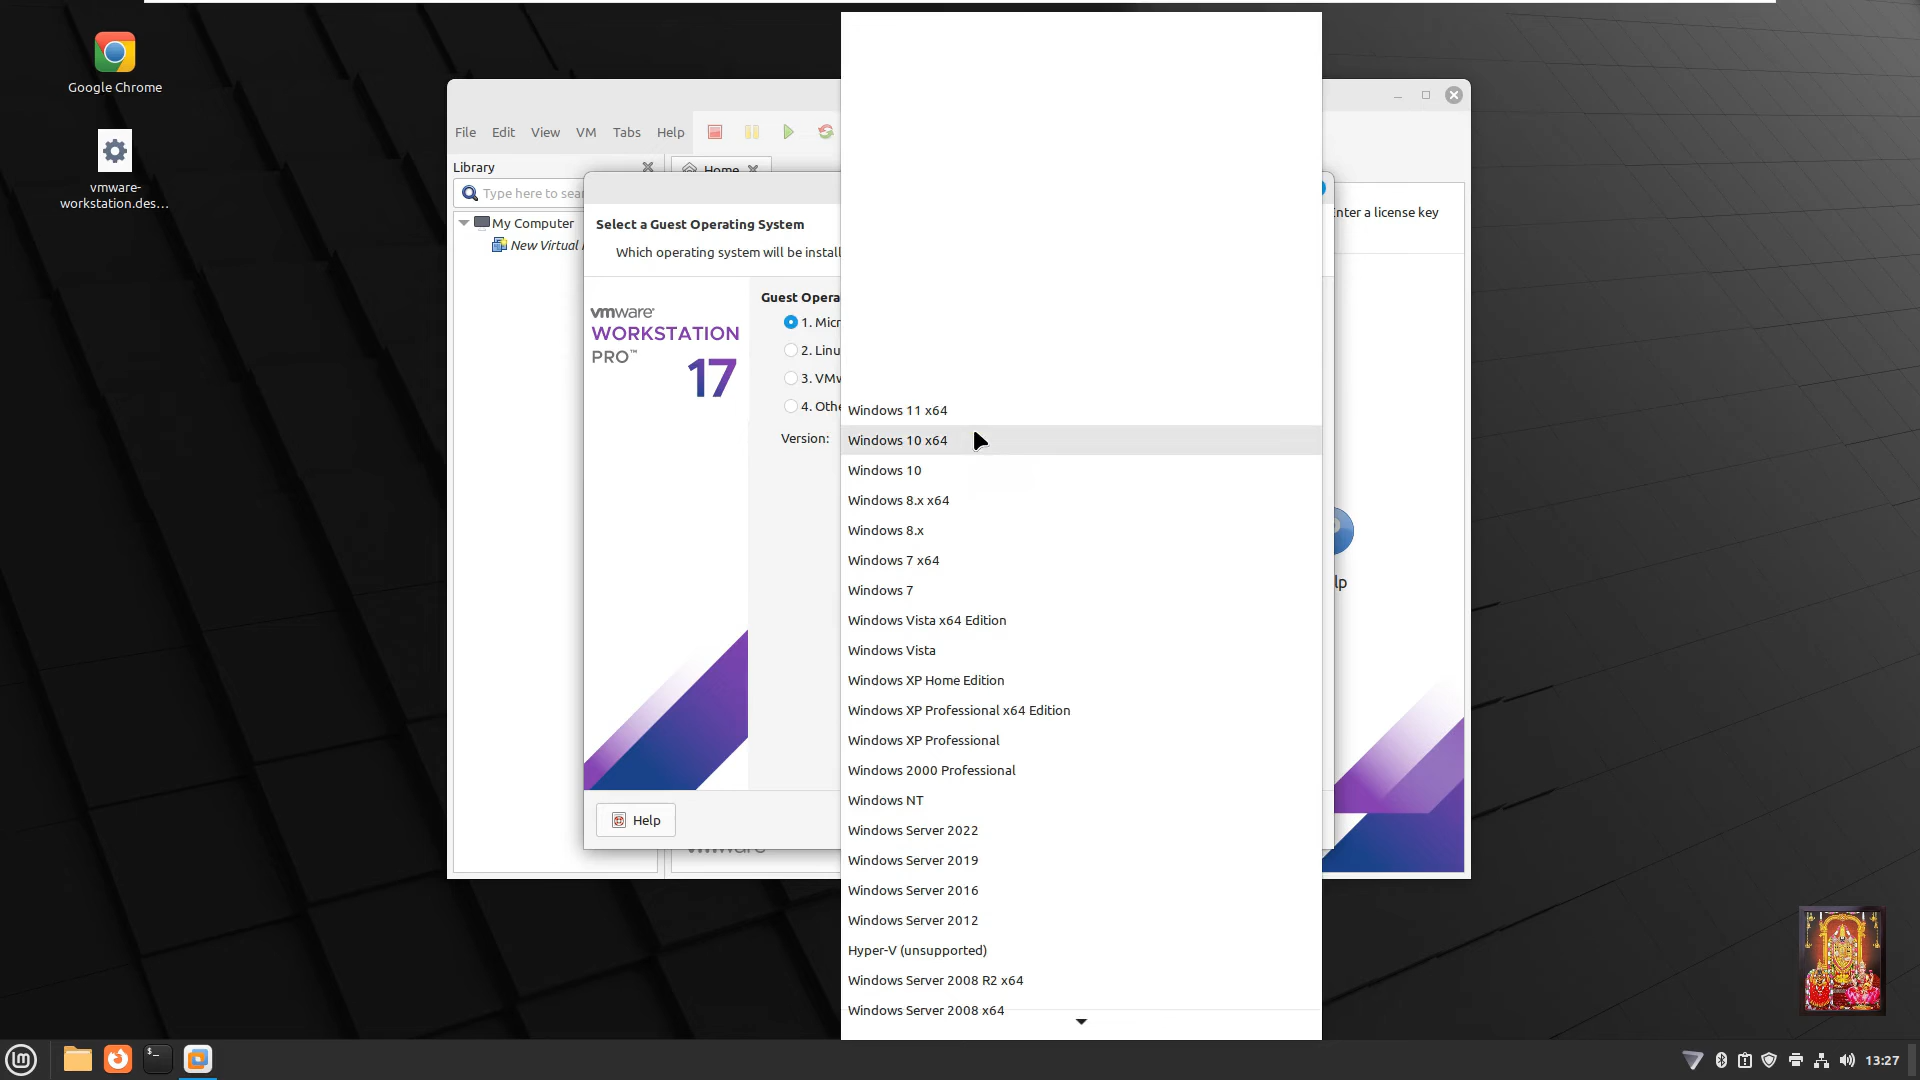 Google Chrome
vmware-
workstation.des...
File Edit View VM Tabs Help
Library
Home
Type here to sear
My Computer
New Virtual
Enter a license key
Select a Guest Operating System
Which operating system will be install
vmware
WORKSTATION
PRO™
17
Guest Opera
1. Micr
2. Linu
3. VMw
4. Othe
Version:
Windows 11 x64
Windows 10 x64
Windows 10
Windows 8.x x64
Windows 8.x
Windows 7 x64
Windows 7
Windows Vista x64 Edition
Windows Vista
Windows XP Home Edition
Windows XP Professional x64 Edition
Windows XP Professional
Windows 2000 Professional
Windows NT
Windows Server 2022
Windows Server 2019
Windows Server 2016
Windows Server 2012
Hyper-V (unsupported)
Windows Server 2008 R2 x64
Windows Server 2008 x64
lp
Help
13:27